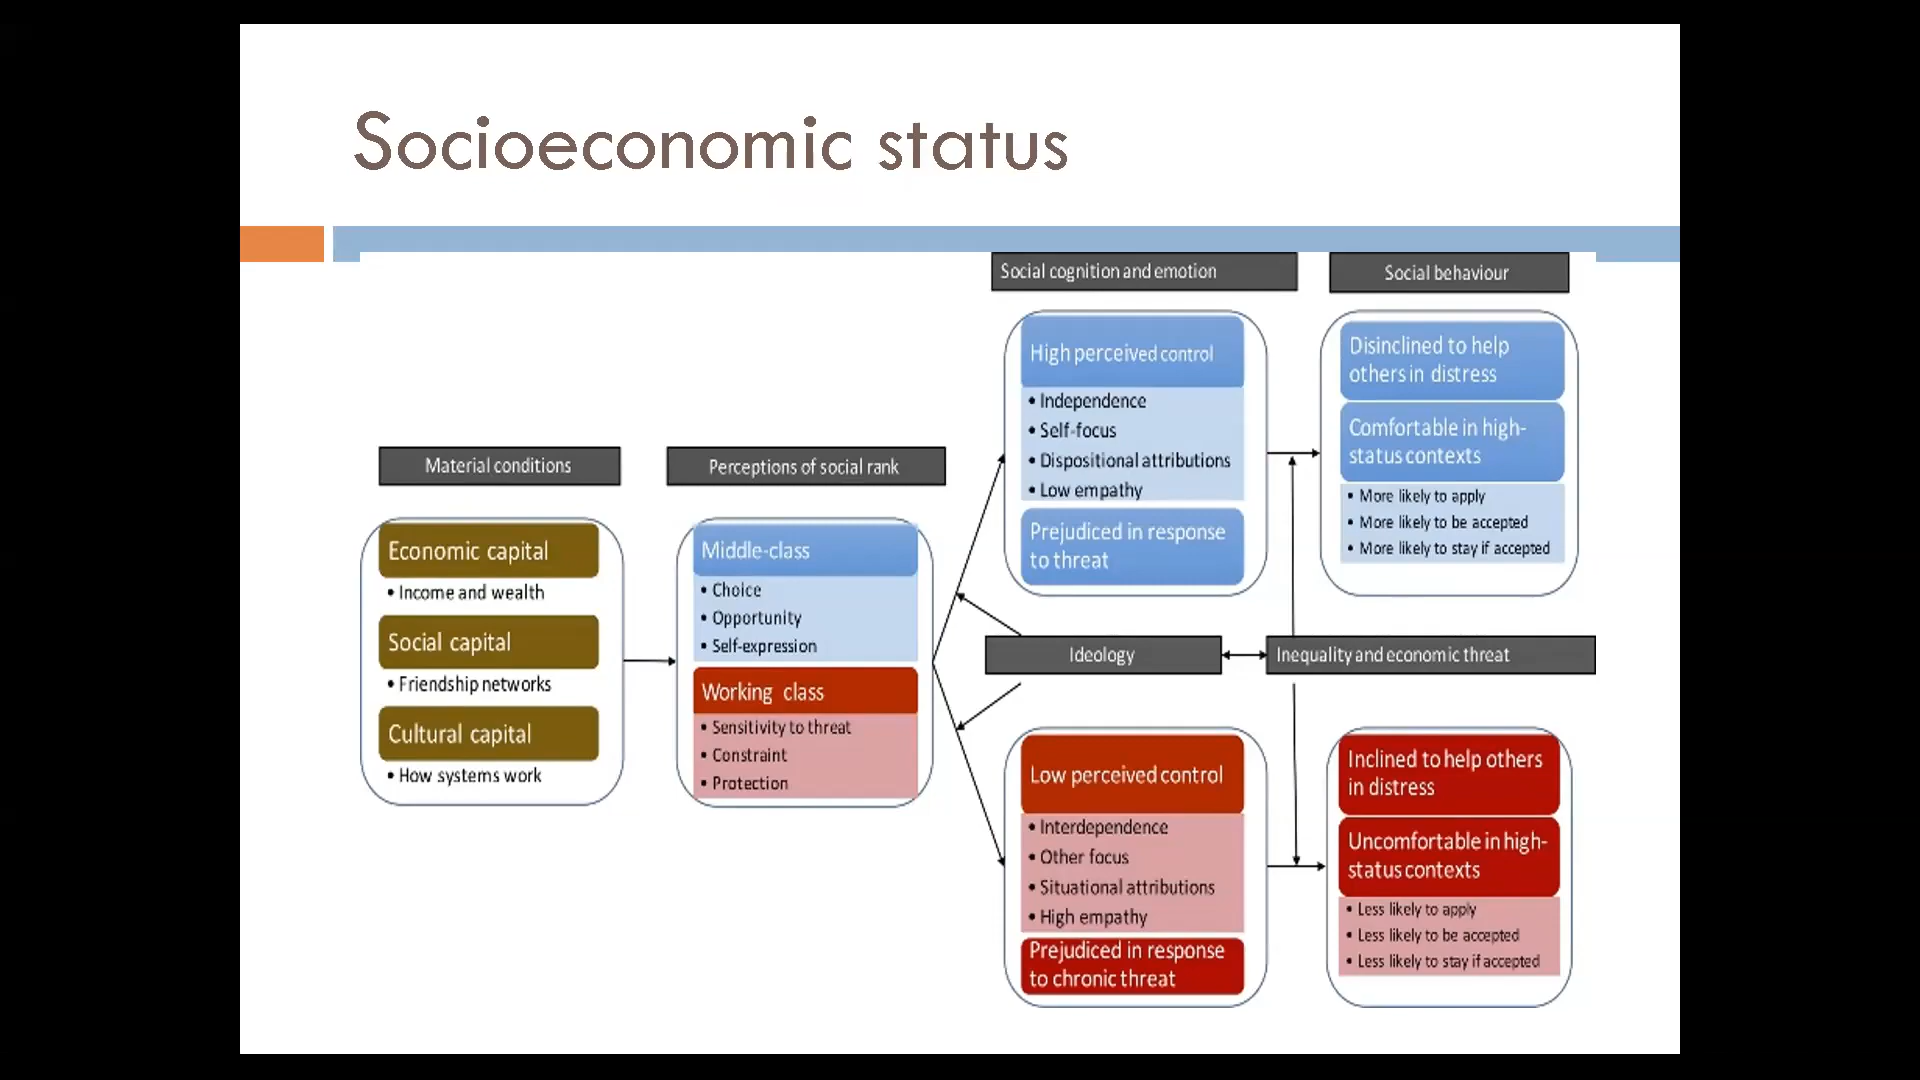 Socioeconomic status
Material conditions
Economic capital
• Income and wealth
Social capital
• Friendship networks
Cultural capital
• How systems work
Perceptions of social rank
Middle-class
• Choice
• Opportunity
• Self-expression
Working class
• Sensitivity to threat
• Constraint
• Protection
Social cognition and emotion
High perceived control
• Independence
• Self-focus
• Dispositional attributions
• Low empathy
Prejudiced in response
to threat
Social behaviour
Disinclined to help
others in distress
Comfortable in high-
status contexts
• More likely to apply
• More likely to be accepted
• More likely to stay if accepted
Ideology
Inequality and economic threat
Low perceived control
• Interdependence
• Other focus
• Situational attributions
• High empathy
Prejudiced in response
to chronic threat
Inclined to help others
in distress
Uncomfortable in high-
status contexts
• Less likely to apply
• Less likely to be accepted
• Less likely to stay if accepted